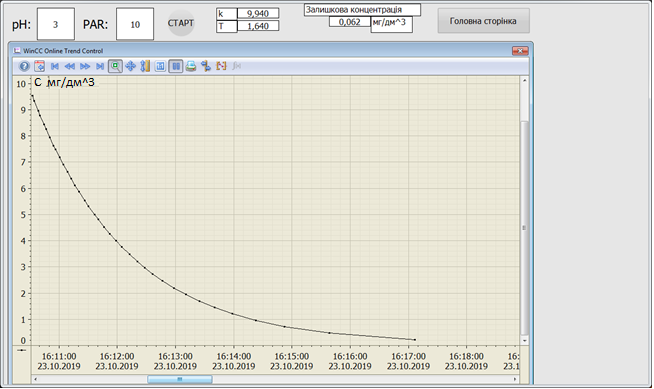 pH: 3 PAR: 10 СТАРТ
k 9,940
T 1,640
Залишкова концентрація
0,062 мг/дм^3
Головна сторінка
WinCC Online Trend Control
C мг/дм^3
10
9
8
7
6
5
4
3
2
1
0
16:11:00 16:12:00 16:13:00 16:14:00 16:15:00 16:16:00 16:17:00 16:18:00 16:
23.10.2019 23.10.2019 23.10.2019 23.10.2019 23.10.2019 23.10.2019 23.10.2019 23.10.2019 23.1